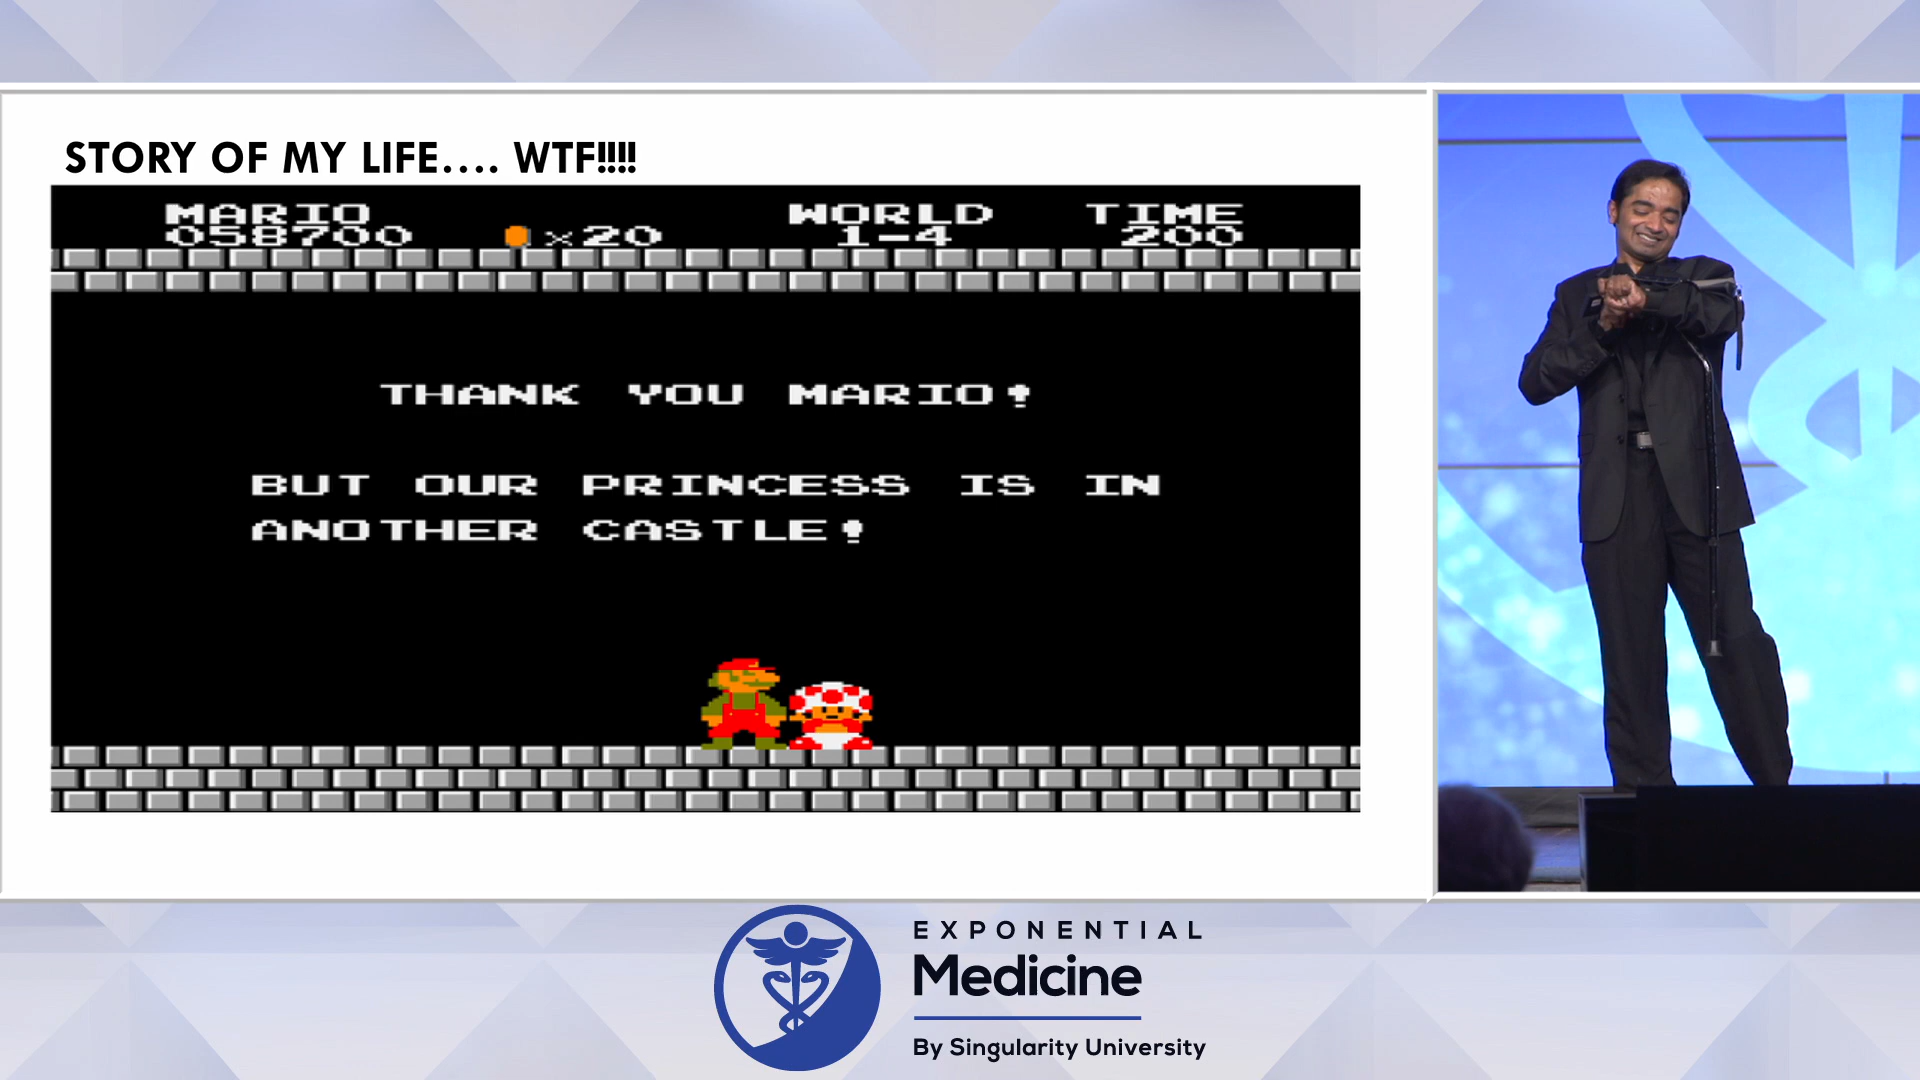 STORY OF MY LIFE.... WTF!!!!
MARIO WORLD TIME
058700 ×20 1-4 200
THANK YOU MARIO!
BUT OUR PRINCESS IS IN
ANOTHER CASTLE!
EXPONENTIAL
Medicine
By Singularity University